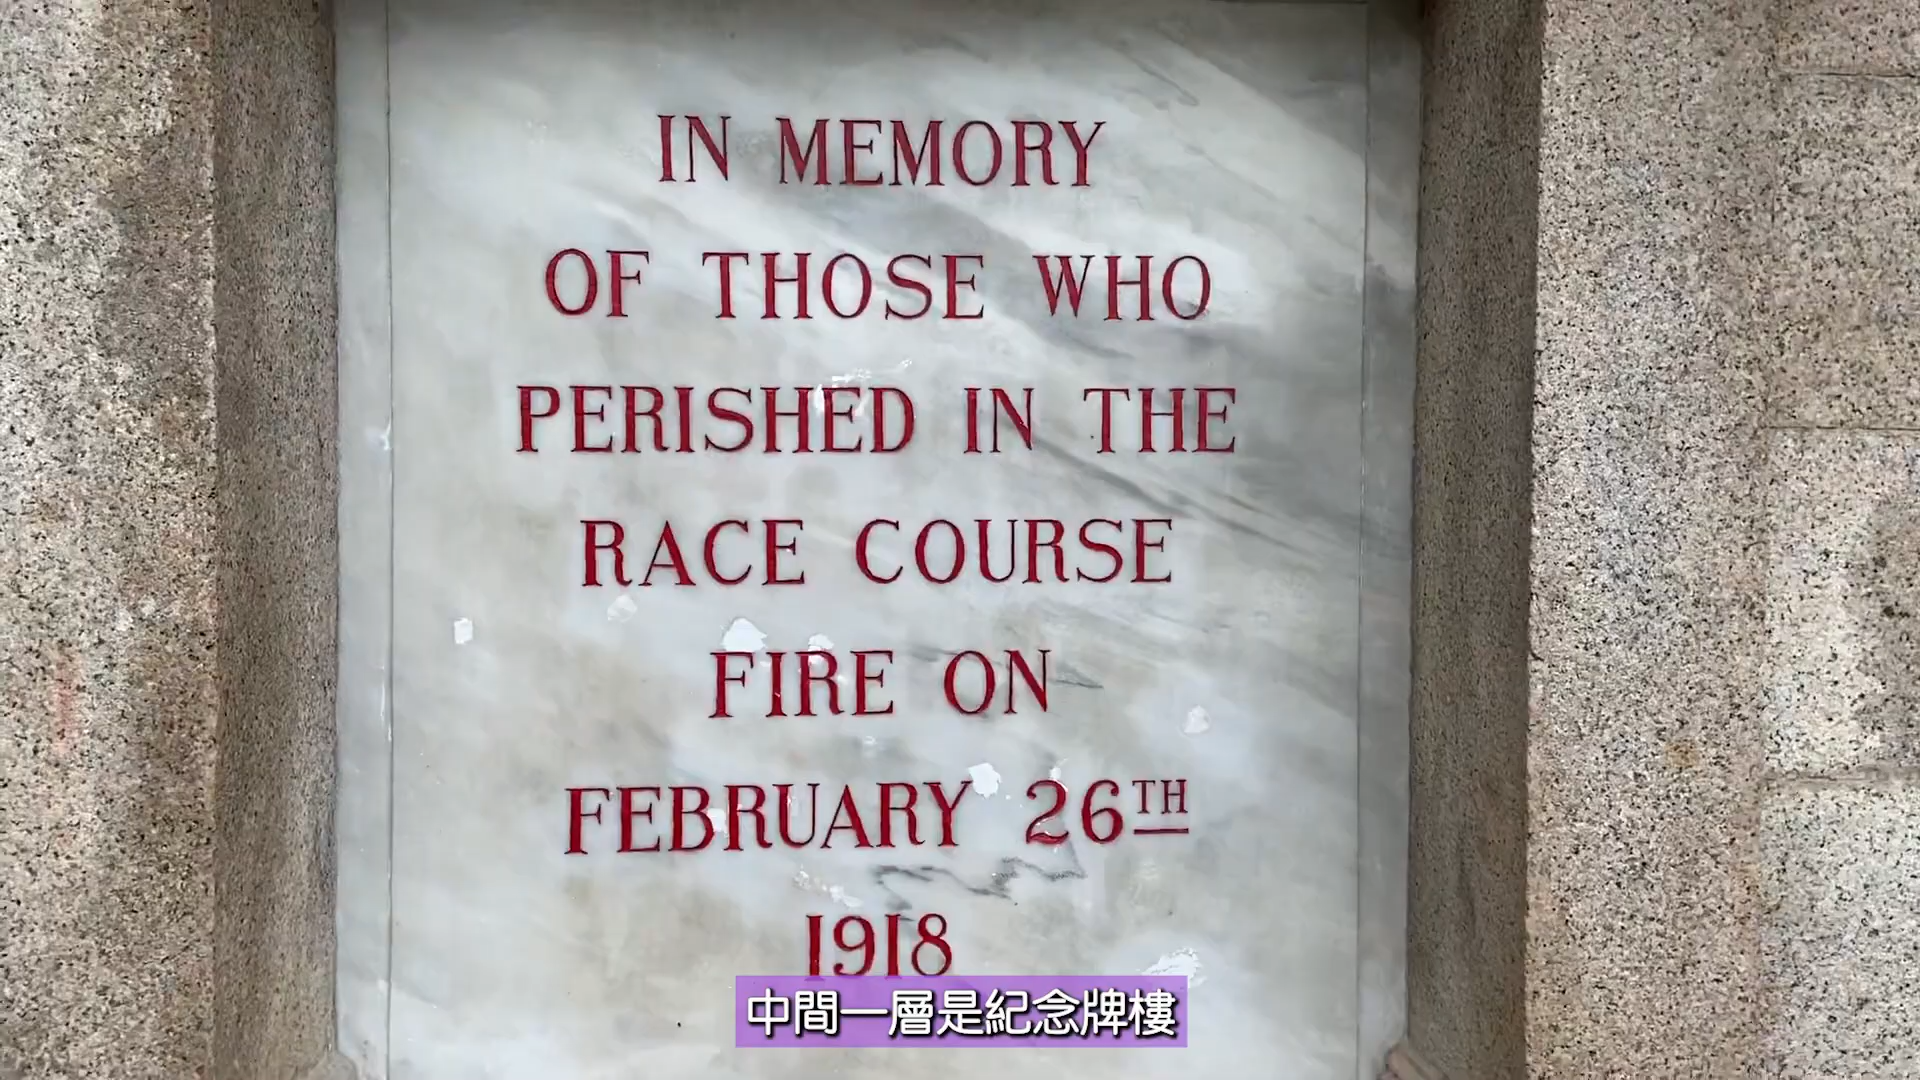 IN MEMORY
OF THOSE WHO
PERISHED IN THE
RACE COURSE
FIRE ON
FEBRUARY 26TH
1918
中間一層是紀念牌樓